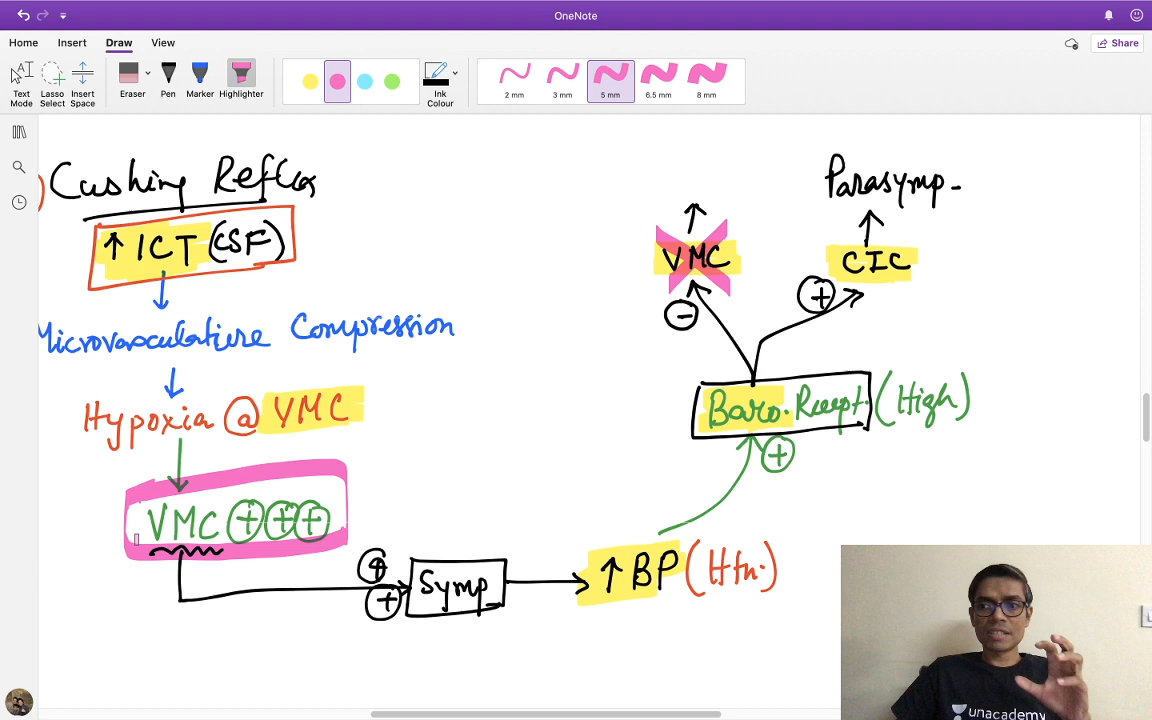 OneNote
Home Insert Draw View
Share
Text Mode
Lasso Select
Insert Space
Eraser
Pen
Marker
Highlighter
Ink Colour
2 mm
3 mm
5 mm
6.5 mm
8 mm
Cushing Reflex
↑ ICT (CSF)
Microvasculature Compression
Hypoxia @ VMC
VMC + + +
+
+
Symp
↑ BP (Htn.)
+
Baro. Recept. (High)
-
+
VMC
CIC
Parasymp.
unacademy